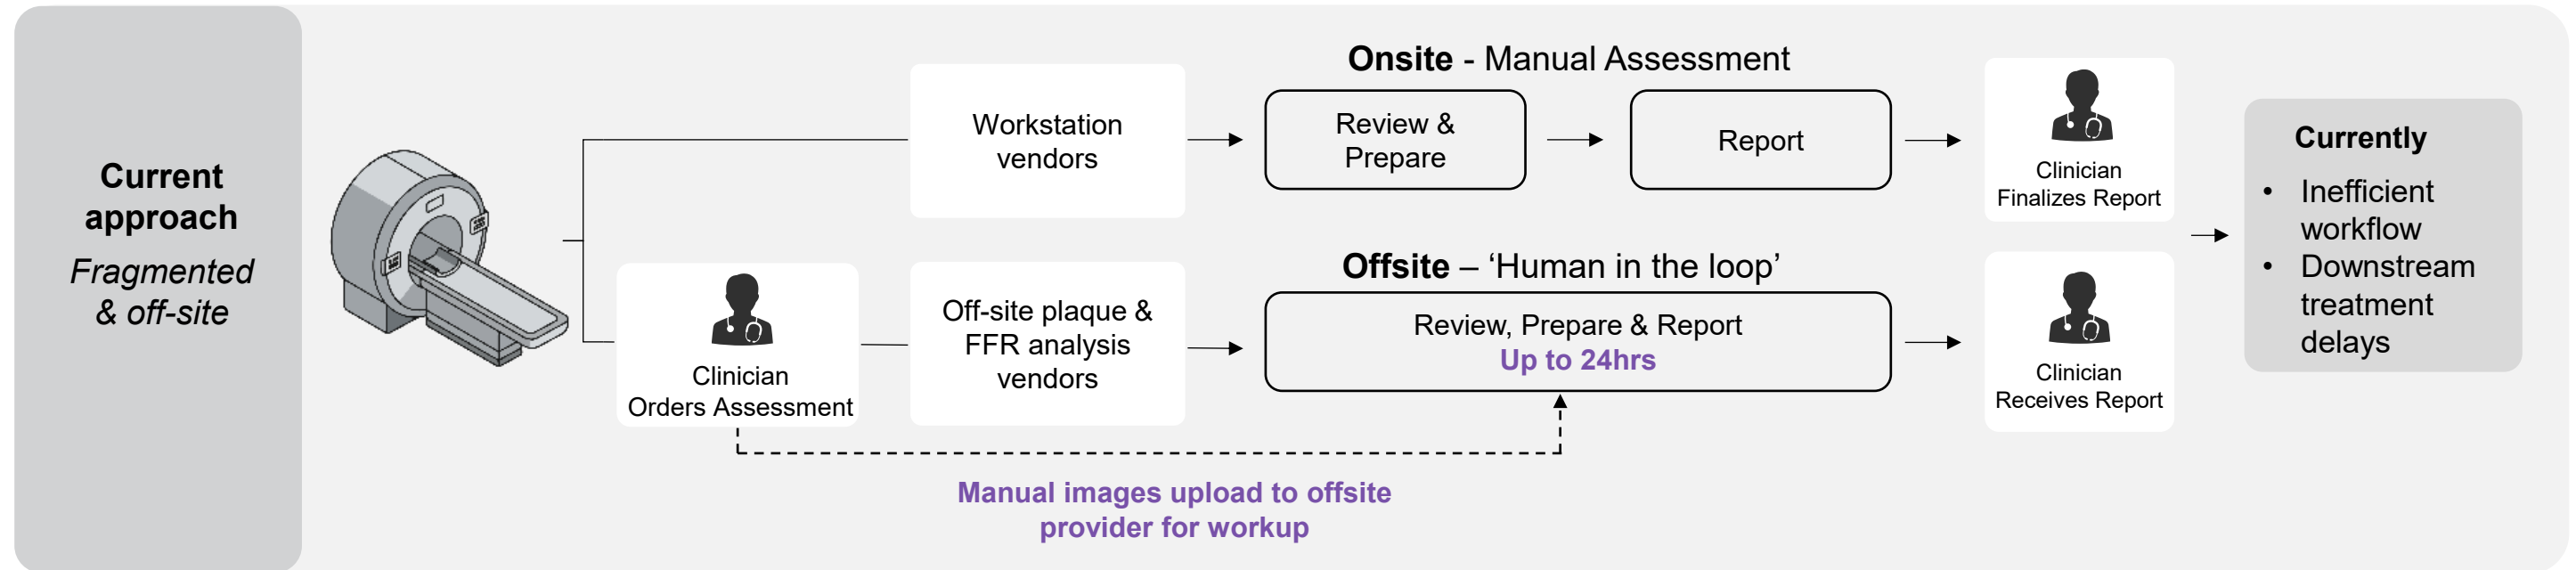 Current
approach
Fragmented
& off-site
Workstation
vendors
Onsite - Manual Assessment
Review &
Prepare
Report
Clinician
Finalizes Report
Clinician
Orders Assessment
Off-site plaque &
FFR analysis
vendors
Offsite – ‘Human in the loop’
Review, Prepare & Report
Up to 24hrs
Clinician
Receives Report
Manual images upload to offsite
provider for workup
Currently
• Inefficient
workflow
• Downstream
treatment
delays